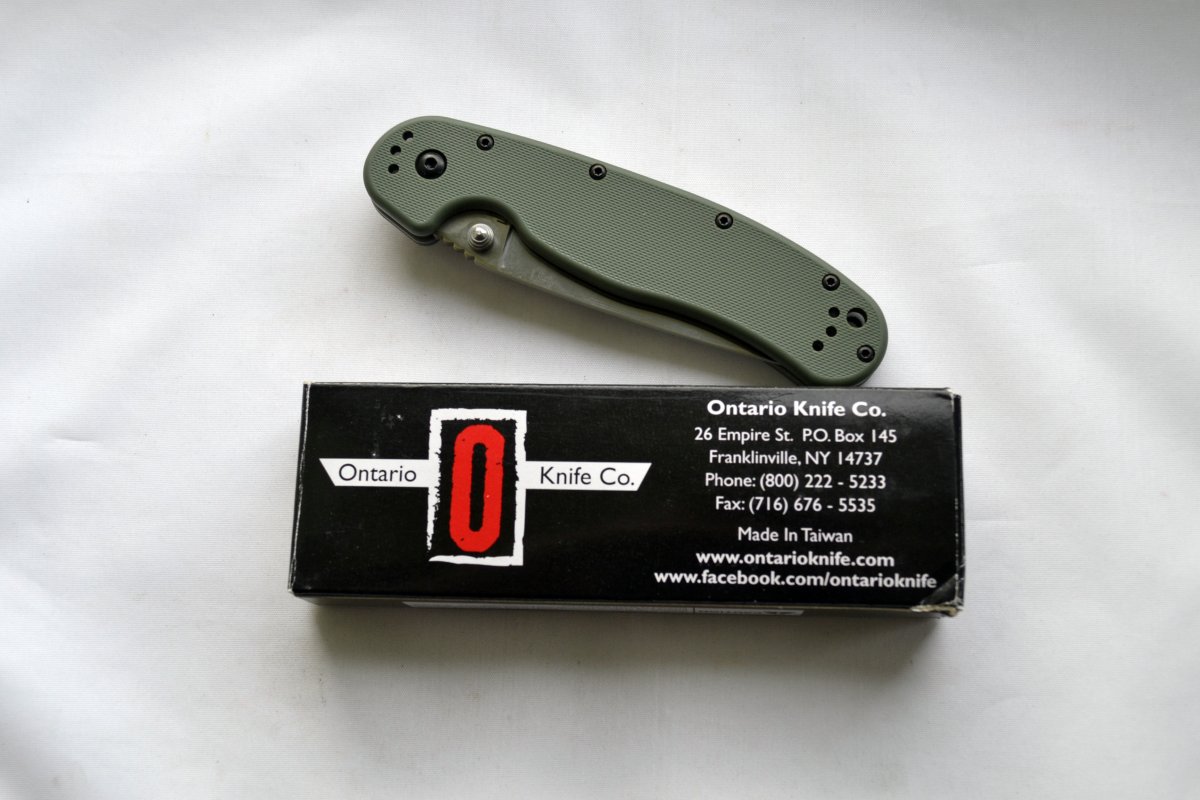 Ontario Knife Co.
Ontario Knife Co.
26 Empire St. P.O. Box 145
Franklinville, NY 14737
Phone: (800) 222 - 5233
Fax: (716) 676 - 5535
Made In Taiwan
www.ontarioknife.com
www.facebook.com/ontarioknife